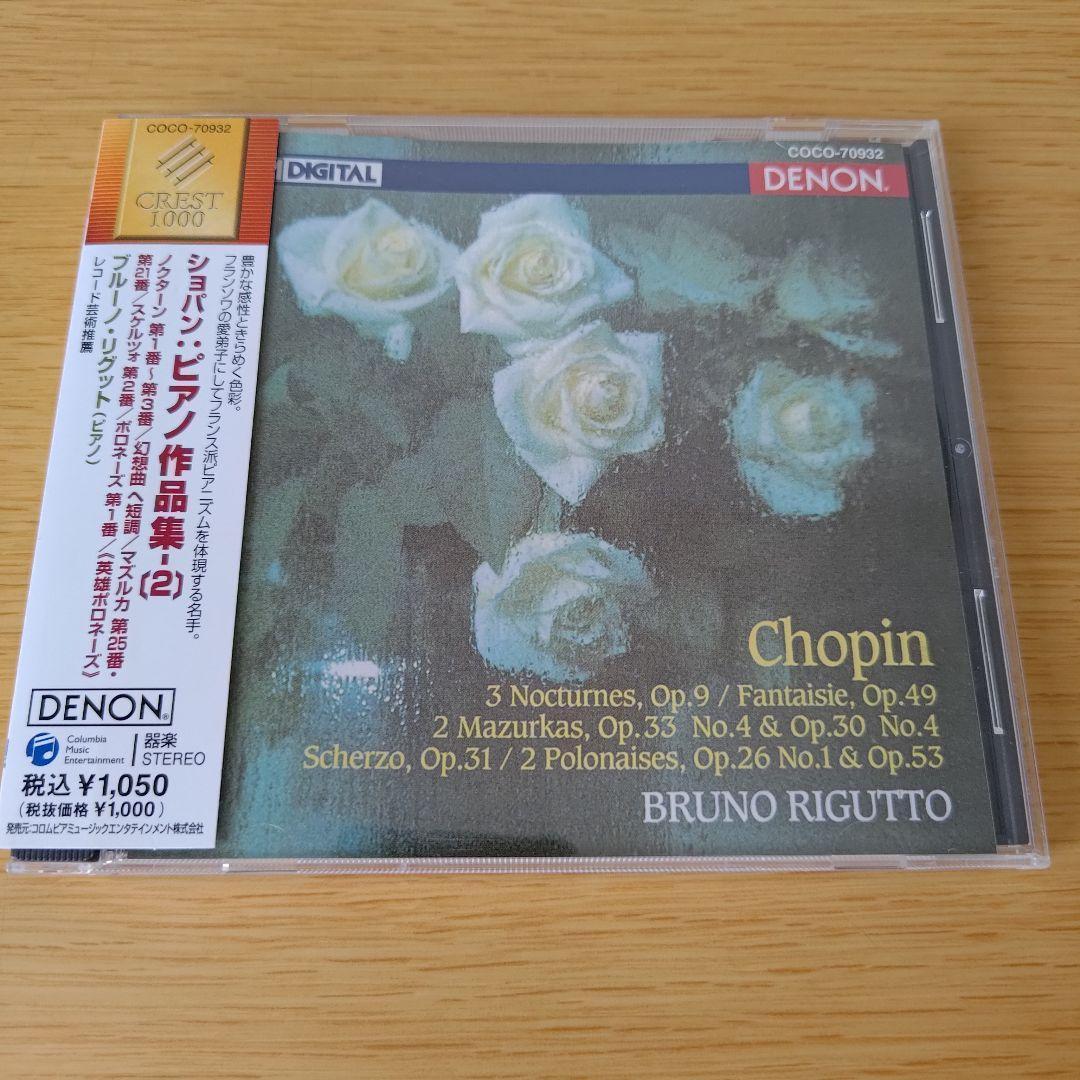 COCO-70932
CREST
1000
豊かな感性ときらめく色彩。
フランソワの愛弟子にしてフランス派ピアニズムを体現する名手。
ショパン:ピアノ作品集-〔2〕
ノクターン 第1番～第3番/幻想曲 ヘ短調/マズルカ 第25番・
第21番/スケルツォ 第2番/ポロネーズ 第1番/《英雄ポロネーズ》
ブルーノ・リグット(ピアノ)
レコード芸術推薦
DENON®
Columbia
Music
Entertainment
器楽
STEREO
税込¥1,050
(税抜価格¥1,000)
発売元:コロムビアミュージックエンタテインメント株式会社
COCO-70932
DIGITAL
DENON
Chopin
3 Nocturnes, Op.9 / Fantaisie, Op.49
2 Mazurkas, Op.33 No.4 & Op.30 No.4
Scherzo, Op.31 / 2 Polonaises, Op.26 No.1 & Op.53
BRUNO RIGUTTO